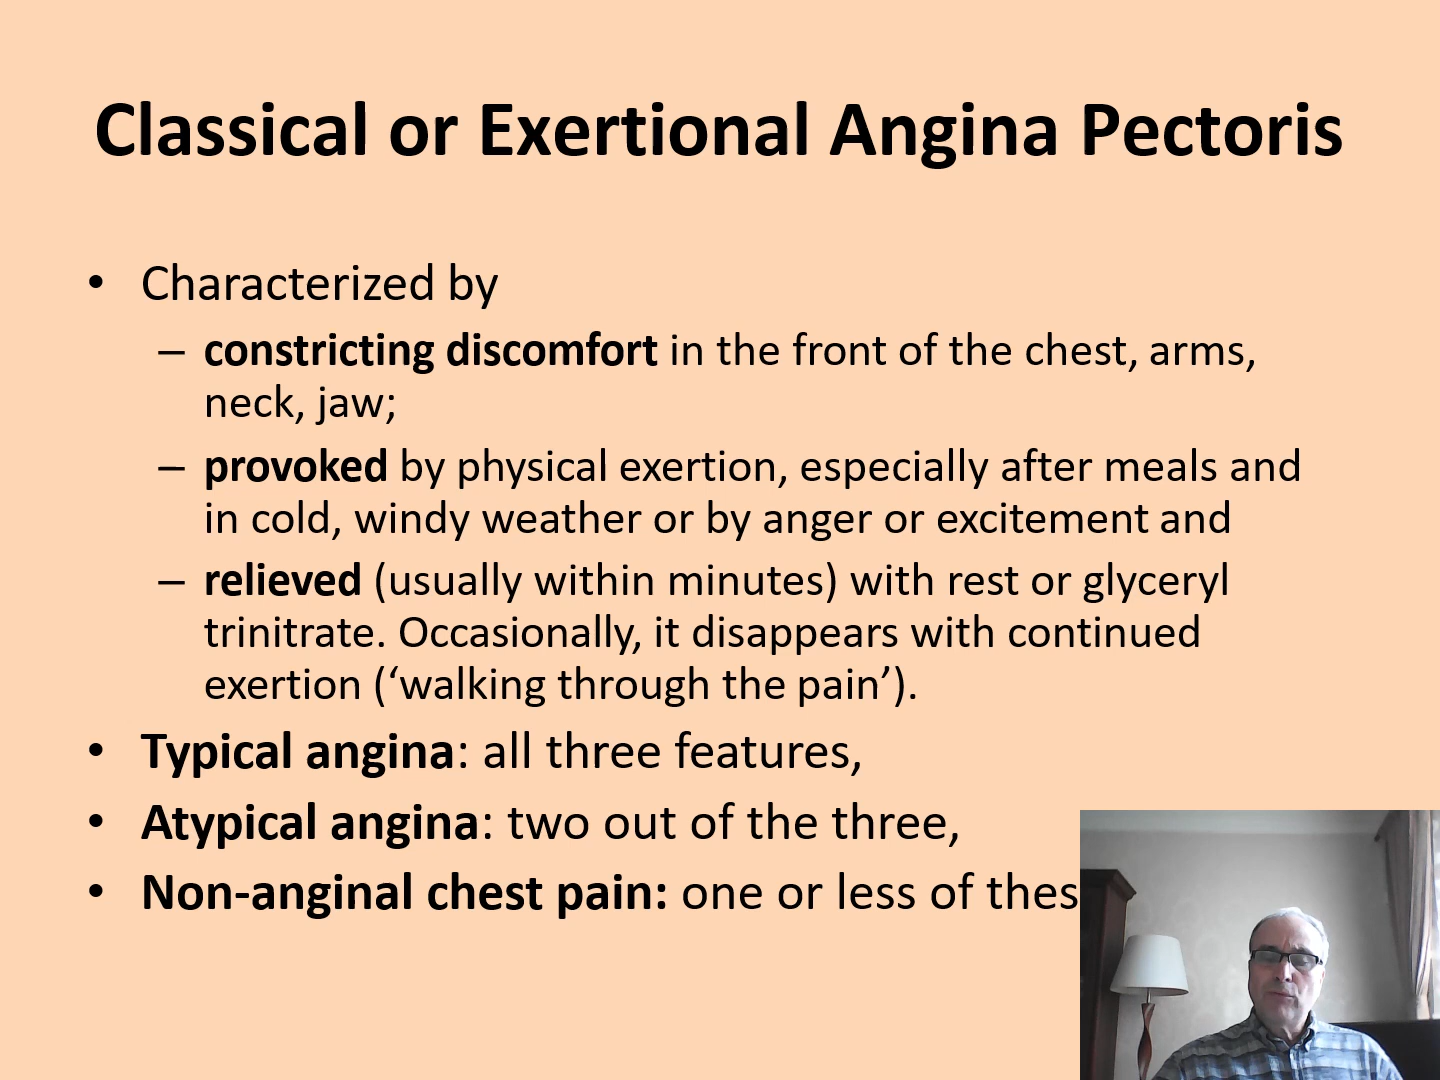 Classical or Exertional Angina Pectoris
• Characterized by
– constricting discomfort in the front of the chest, arms,
neck, jaw;
– provoked by physical exertion, especially after meals and
in cold, windy weather or by anger or excitement and
– relieved (usually within minutes) with rest or glyceryl
trinitrate. Occasionally, it disappears with continued
exertion (‘walking through the pain’).
• Typical angina: all three features,
• Atypical angina: two out of the three,
• Non-anginal chest pain: one or less of thes